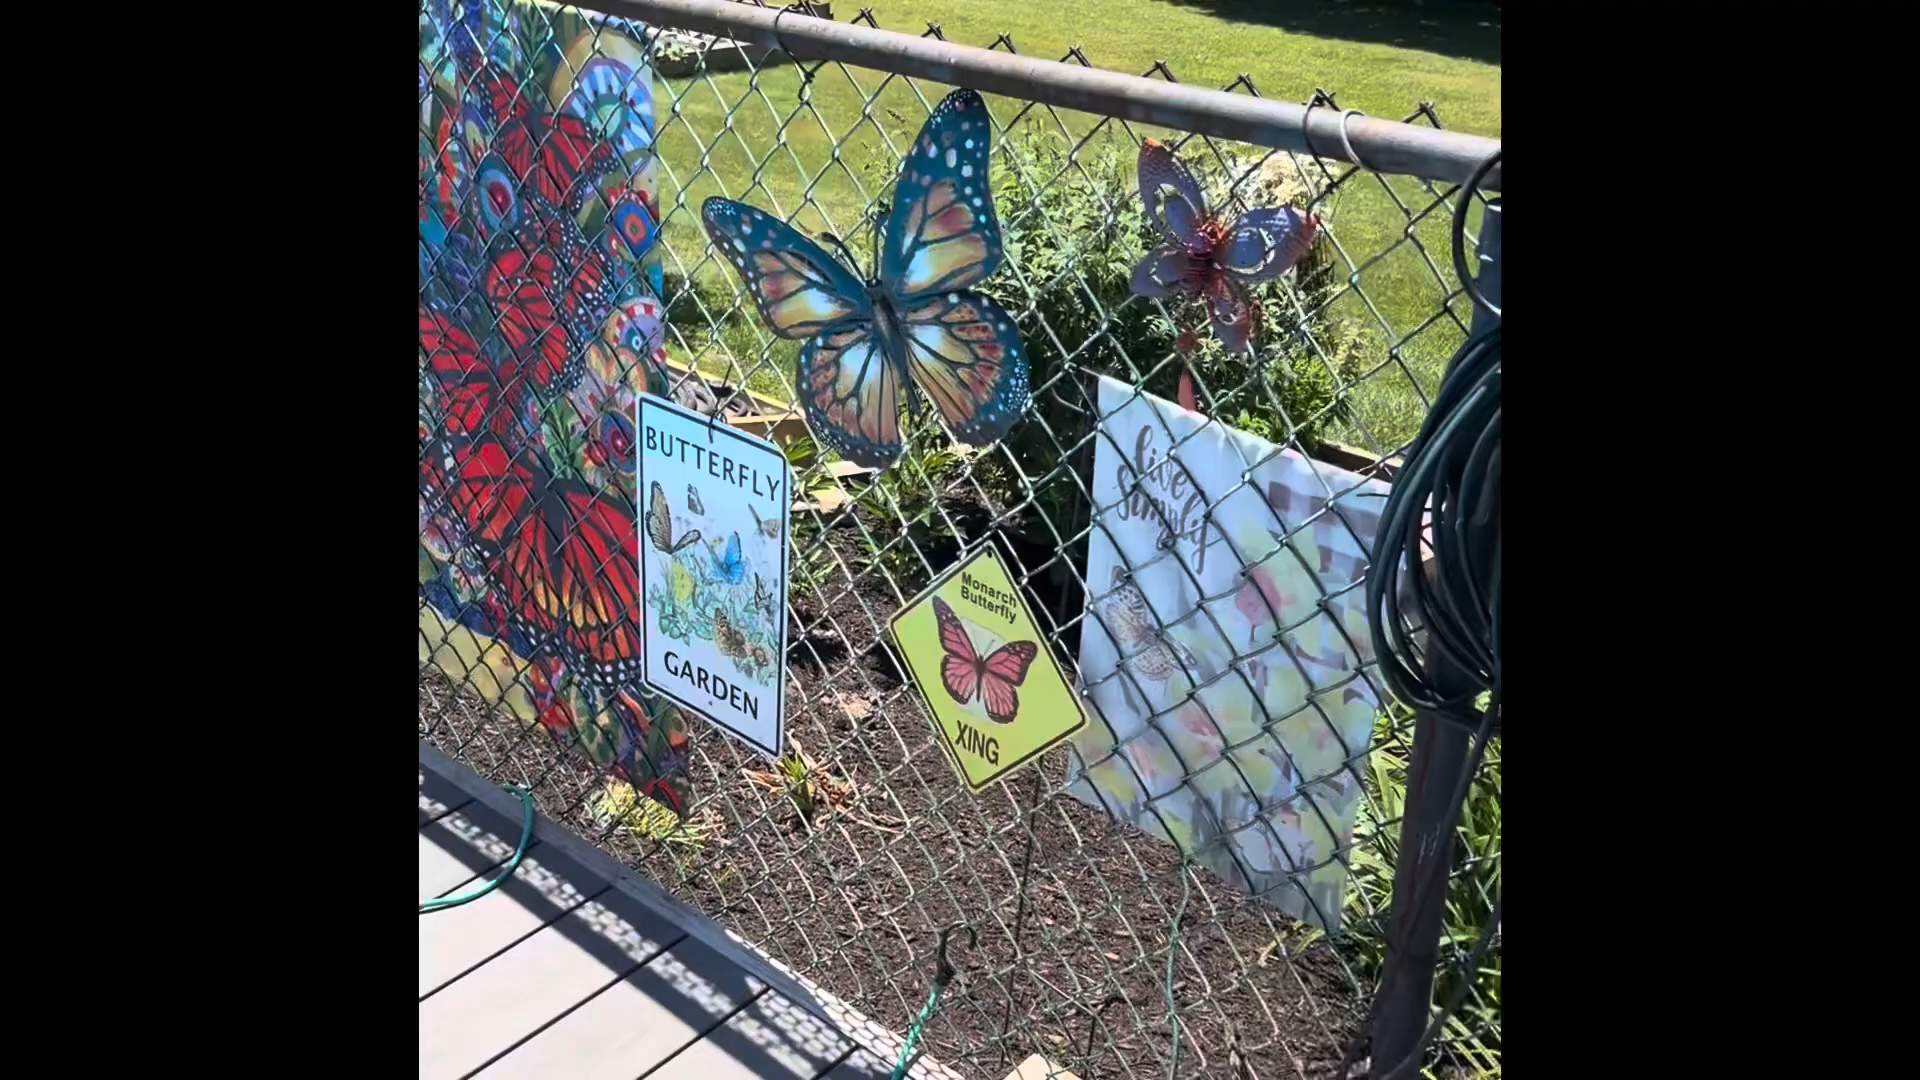 BUTTERFLY
GARDEN
Monarch
Butterfly
XING
live
simply